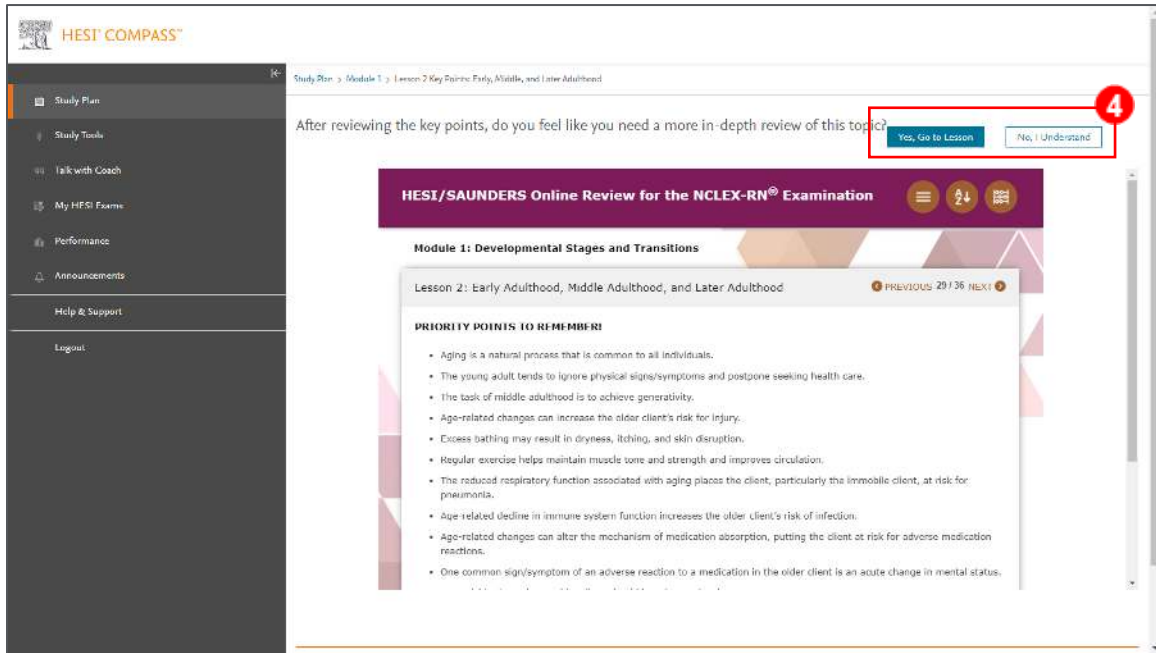 HESI® COMPASS™
Study Plan
Study Tools
Talk with Coach
My HESI Exams
Performance
Announcements
Help & Support
Logout
Study Plan > Module 1 > Lesson 2 Key Points: Early, Middle, and Later Adulthood
After reviewing the key points, do you feel like you need a more in-depth review of this topic?
Yes, Go to Lesson
No, I Understand
4
HESI/SAUNDERS Online Review for the NCLEX-RN® Examination
Module 1: Developmental Stages and Transitions
Lesson 2: Early Adulthood, Middle Adulthood, and Later Adulthood
PREVIOUS 29 / 36 NEXT
PRIORITY POINTS TO REMEMBER!
• Aging is a natural process that is common to all individuals.
• The young adult tends to ignore physical signs/symptoms and postpone seeking health care.
• The task of middle adulthood is to achieve generativity.
• Age-related changes can increase the older client's risk for injury.
• Excess bathing may result in dryness, itching, and skin disruption.
• Regular exercise helps maintain muscle tone and strength and improves circulation.
• The reduced respiratory function associated with aging places the client, particularly the immobile client, at risk for
pneumonia.
• Age-related decline in immune system function increases the older client's risk of infection.
• Age-related changes can alter the mechanism of medication absorption, putting the client at risk for adverse medication
reactions.
• One common sign/symptom of an adverse reaction to a medication in the older client is an acute change in mental status.